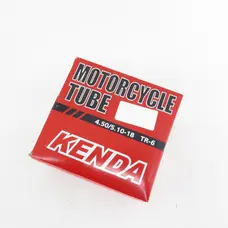 MOTORCYCLE
TUBE
4.50/5.10-18 TR-6
KENDA